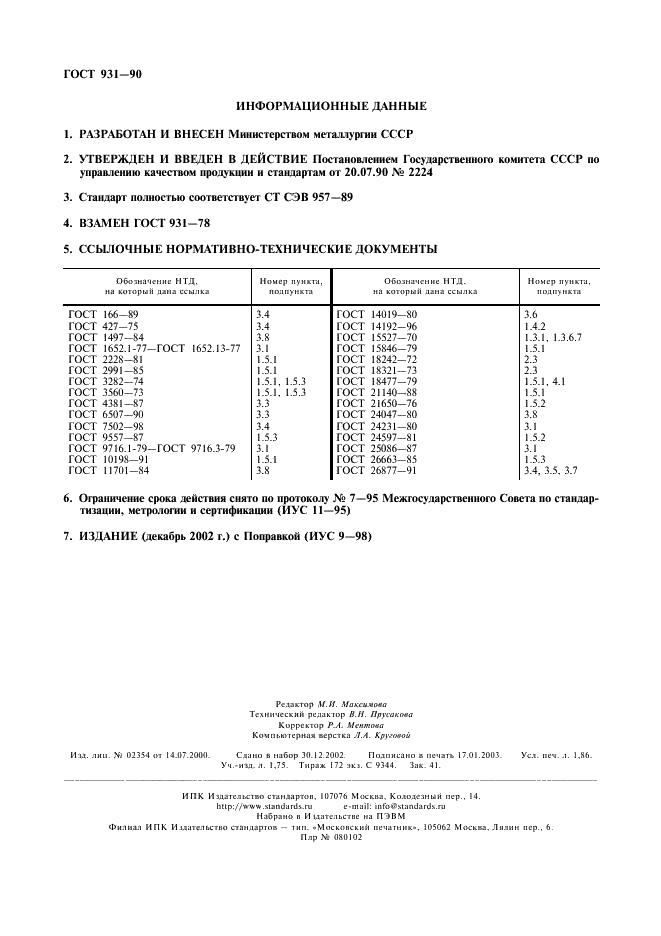 ГОСТ 931—90
ИНФОРМАЦИОННЫЕ ДАННЫЕ
1. РАЗРАБОТАН И ВНЕСЕН Министерством металлургии СССР
2. УТВЕРЖДЕН И ВВЕДЕН В ДЕЙСТВИЕ Постановлением Государственного комитета СССР по
управлению качеством продукции и стандартам от 20.07.90 № 2224
3. Стандарт полностью соответствует СТ СЭВ 957—89
4. ВЗАМЕН ГОСТ 931—78
5. ССЫЛОЧНЫЕ НОРМАТИВНО-ТЕХНИЧЕСКИЕ ДОКУМЕНТЫ
Обозначение НТД, Номер пункта, Обозначение НТД, Номер пункта,
на который дана ссылка подпункта на который дана ссылка подпункта
ГОСТ 166—89 3.4 ГОСТ 14019—80 3.6
ГОСТ 427—75 3.4 ГОСТ 14192—96 1.4.2
ГОСТ 1497—84 3.8 ГОСТ 15527—70 1.3.1, 1.3.6.7
ГОСТ 1652.1-77—ГОСТ 1652.13-77 3.1 ГОСТ 15846—79 1.5.1
ГОСТ 2228—81 1.5.1 ГОСТ 18242—72 2.3
ГОСТ 2991—85 1.5.1 ГОСТ 18321—73 2.3
ГОСТ 3282—74 1.5.1, 1.5.3 ГОСТ 18477—79 1.5.1, 4.1
ГОСТ 3560—73 1.5.1, 1.5.3 ГОСТ 21140—88 1.5.1
ГОСТ 4381—87 3.3 ГОСТ 21650—76 1.5.2
ГОСТ 6507—90 3.3 ГОСТ 24047—80 3.8
ГОСТ 7502—98 3.4 ГОСТ 24231—80 3.1
ГОСТ 9557—87 1.5.3 ГОСТ 24597—81 1.5.2
ГОСТ 9716.1-79—ГОСТ 9716.3-79 3.1 ГОСТ 25086—87 3.1
ГОСТ 10198—91 1.5.1 ГОСТ 26663—85 1.5.3
ГОСТ 11701—84 3.8 ГОСТ 26877—91 3.4, 3.5, 3.7
6. Ограничение срока действия снято по протоколу № 7—95 Межгосударственного Совета по стандар-
тизации, метрологии и сертификации (ИУС 11—95)
7. ИЗДАНИЕ (декабрь 2002 г.) с Поправкой (ИУС 9—98)
Редактор М.И. Максимова
Технический редактор В.Н. Прусакова
Корректор Р.А. Ментова
Компьютерная верстка Л.А. Круговой
Изд. лиц. № 02354 от 14.07.2000. Сдано в набор 30.12.2002. Подписано в печать 17.01.2003. Усл. печ. л. 1,86.
Уч.-изд. л. 1,75. Тираж 172 экз. С 9344. Зак. 41.
ИПК Издательство стандартов, 107076 Москва, Колодезный пер., 14.
http://www.standards.ru e-mail: info@standards.ru
Набрано в Издательстве на ПЭВМ
Филиал ИПК Издательство стандартов — тип. «Московский печатник», 105062 Москва, Лялин пер., 6.
Плр № 080102